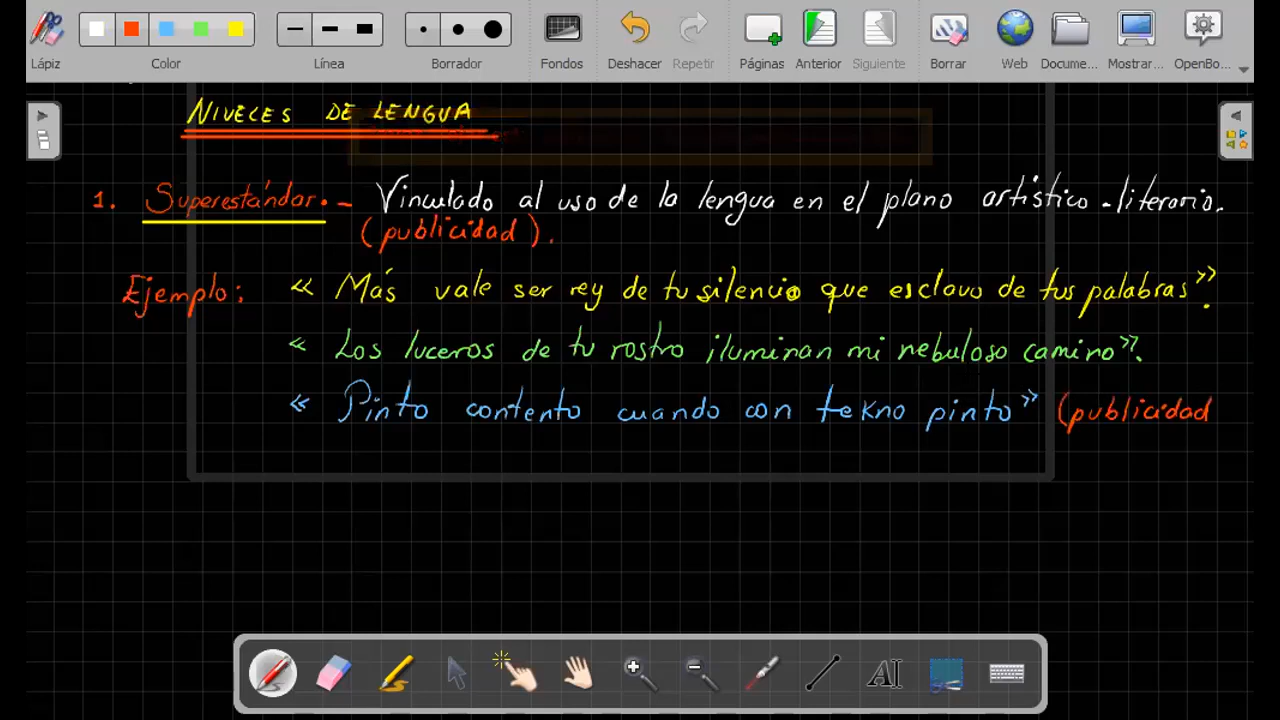 Lápiz
Color
Línea
Borrador
Fondos
Deshacer
Repetir
Páginas
Anterior
Siguiente
Borrar
Web
Docume...
Mostrar...
OpenBo...
NIVELES DE LENGUA
1. Superestándar.- Vinculado al uso de la lengua en el plano artístico-literario.
(publicidad).
Ejemplo: « Más vale ser rey de tu silencio que esclavo de tus palabras».
« Los luceros de tu rostro iluminan mi nebuloso camino».
« Pinto contento cuando con tekno pinto» (publicidad
AI